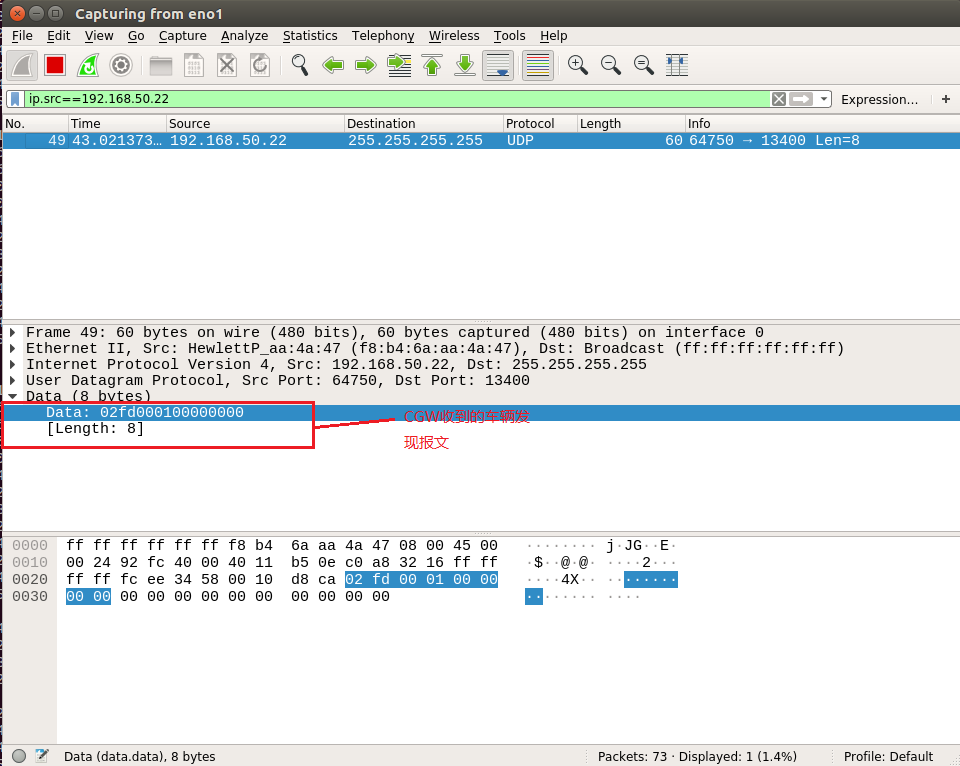 Capturing from eno1
File Edit View Go Capture Analyze Statistics Telephony Wireless Tools Help
ip.src==192.168.50.22 Expression… +
No. Time Source Destination Protocol Length Info
49 43.021373… 192.168.50.22 255.255.255.255 UDP 60 64750 → 13400 Len=8
Frame 49: 60 bytes on wire (480 bits), 60 bytes captured (480 bits) on interface 0
Ethernet II, Src: HewlettP_aa:4a:47 (f8:b4:6a:aa:4a:47), Dst: Broadcast (ff:ff:ff:ff:ff:ff)
Internet Protocol Version 4, Src: 192.168.50.22, Dst: 255.255.255.255
User Datagram Protocol, Src Port: 64750, Dst Port: 13400
Data (8 bytes)
Data: 02fd000100000000
[Length: 8]
CGW收到的车辆发
现报文
0000 ff ff ff ff ff ff f8 b4 6a aa 4a 47 08 00 45 00 ········ j·JG··E·
0010 00 24 92 fc 40 00 40 11 b5 0e c0 a8 32 16 ff ff ·$··@·@· ····2···
0020 ff ff fc ee 34 58 00 10 d8 ca 02 fd 00 01 00 00 ····4X·· ········
0030 00 00 00 00 00 00 00 00 00 00 00 00 ········ ····
Data (data.data), 8 bytes Packets: 73 · Displayed: 1 (1.4%) Profile: Default